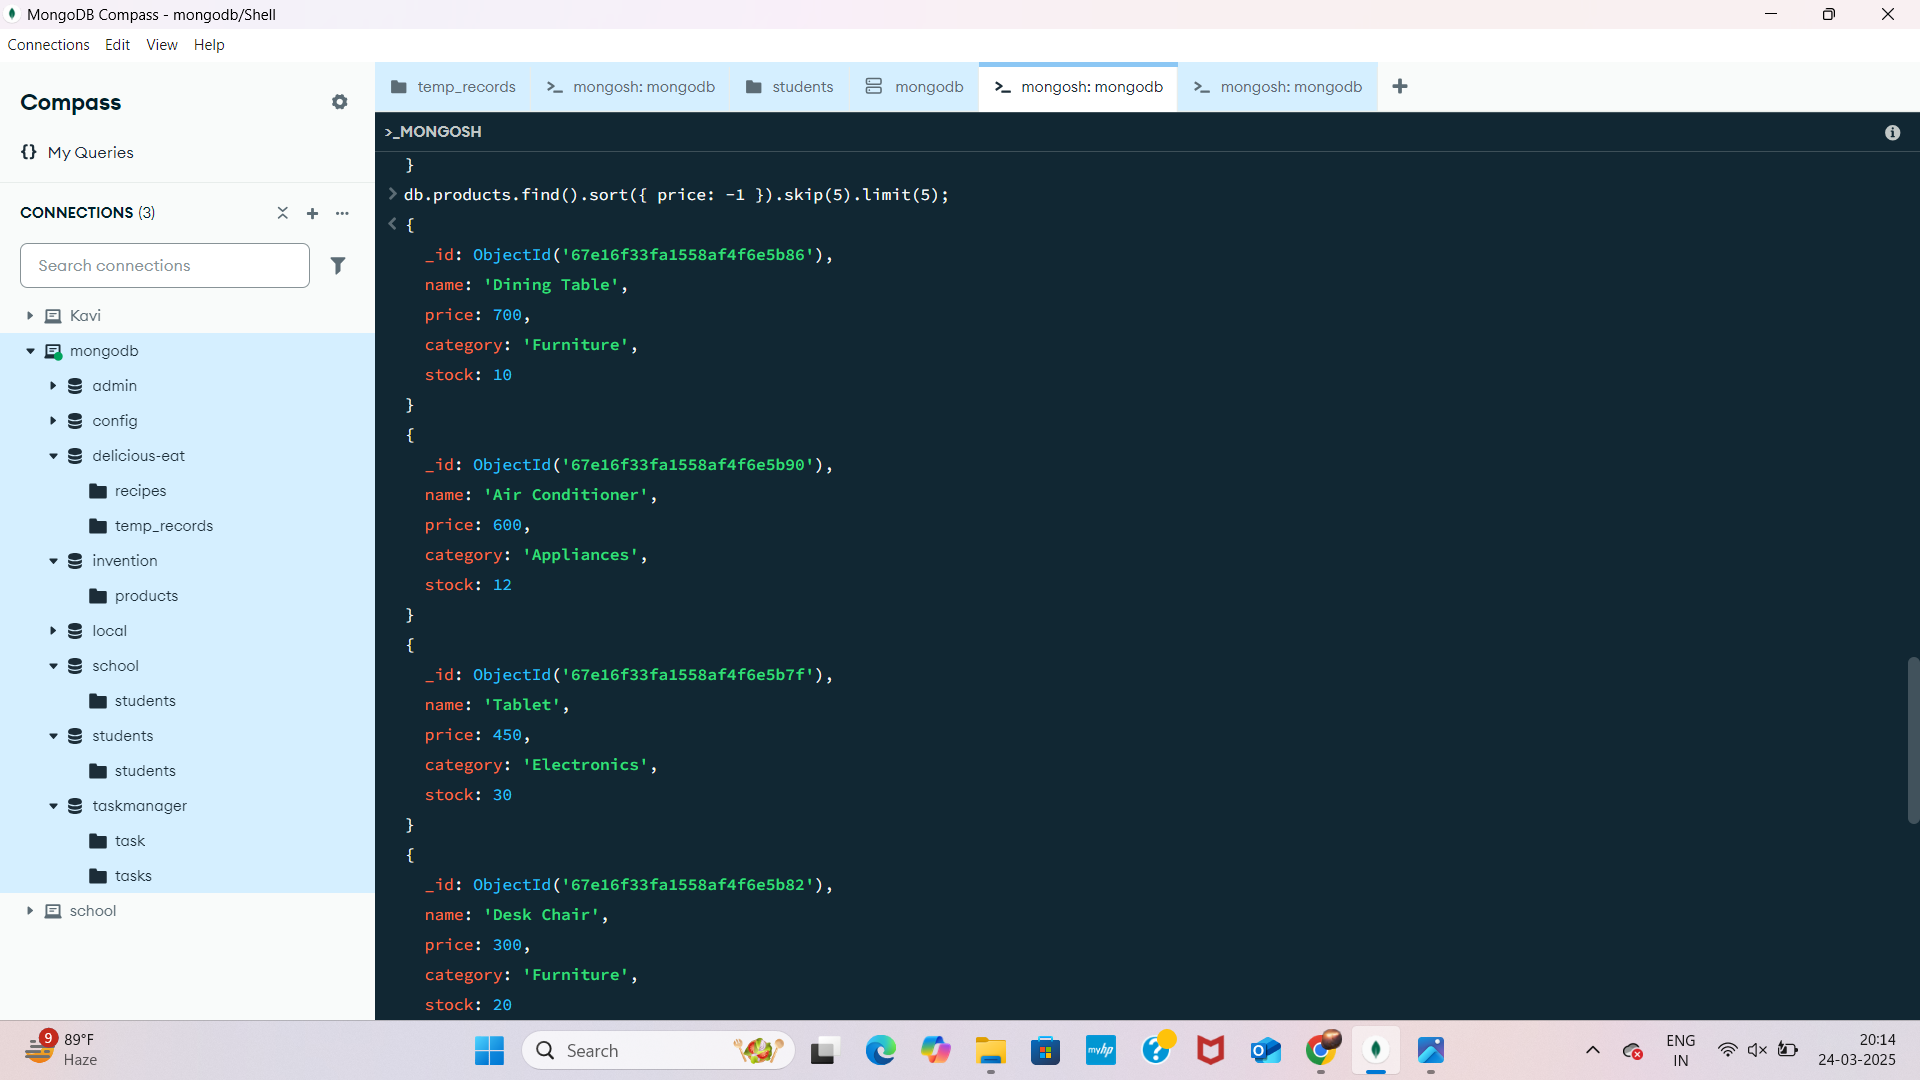 MongoDB Compass - mongodb/Shell
Connections Edit View Help
Compass
{} My Queries
CONNECTIONS (3)
Search connections
Kavi
mongodb
admin
config
delicious-eat
recipes
temp_records
invention
products
local
school
students
students
students
taskmanager
task
tasks
school
temp_records >_ mongosh: mongodb students mongodb >_ mongosh: mongodb >_ mongosh: mongodb +
>_MONGOSH
}
> db.products.find().sort({ price: -1 }).skip(5).limit(5);
< {
_id: ObjectId('67e16f33fa1558af4f6e5b86'),
name: 'Dining Table',
price: 700,
category: 'Furniture',
stock: 10
}
{
_id: ObjectId('67e16f33fa1558af4f6e5b90'),
name: 'Air Conditioner',
price: 600,
category: 'Appliances',
stock: 12
}
{
_id: ObjectId('67e16f33fa1558af4f6e5b7f'),
name: 'Tablet',
price: 450,
category: 'Electronics',
stock: 30
}
{
_id: ObjectId('67e16f33fa1558af4f6e5b82'),
name: 'Desk Chair',
price: 300,
category: 'Furniture',
stock: 20
9
89°F
Haze
Search
myhp
ENG
IN
20:14
24-03-2025